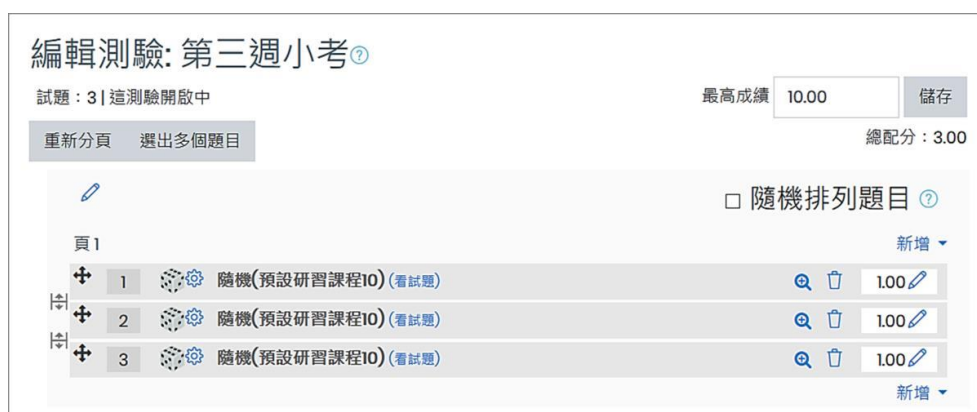 編輯測驗: 第三週小考
試題：3 | 這測驗開啟中
最高成績 10.00 儲存
重新分頁 選出多個題目
總配分：3.00
隨機排列題目
頁1
新增
1 隨機(預設研習課程10) (看試題) 1.00
2 隨機(預設研習課程10) (看試題) 1.00
3 隨機(預設研習課程10) (看試題) 1.00
新增